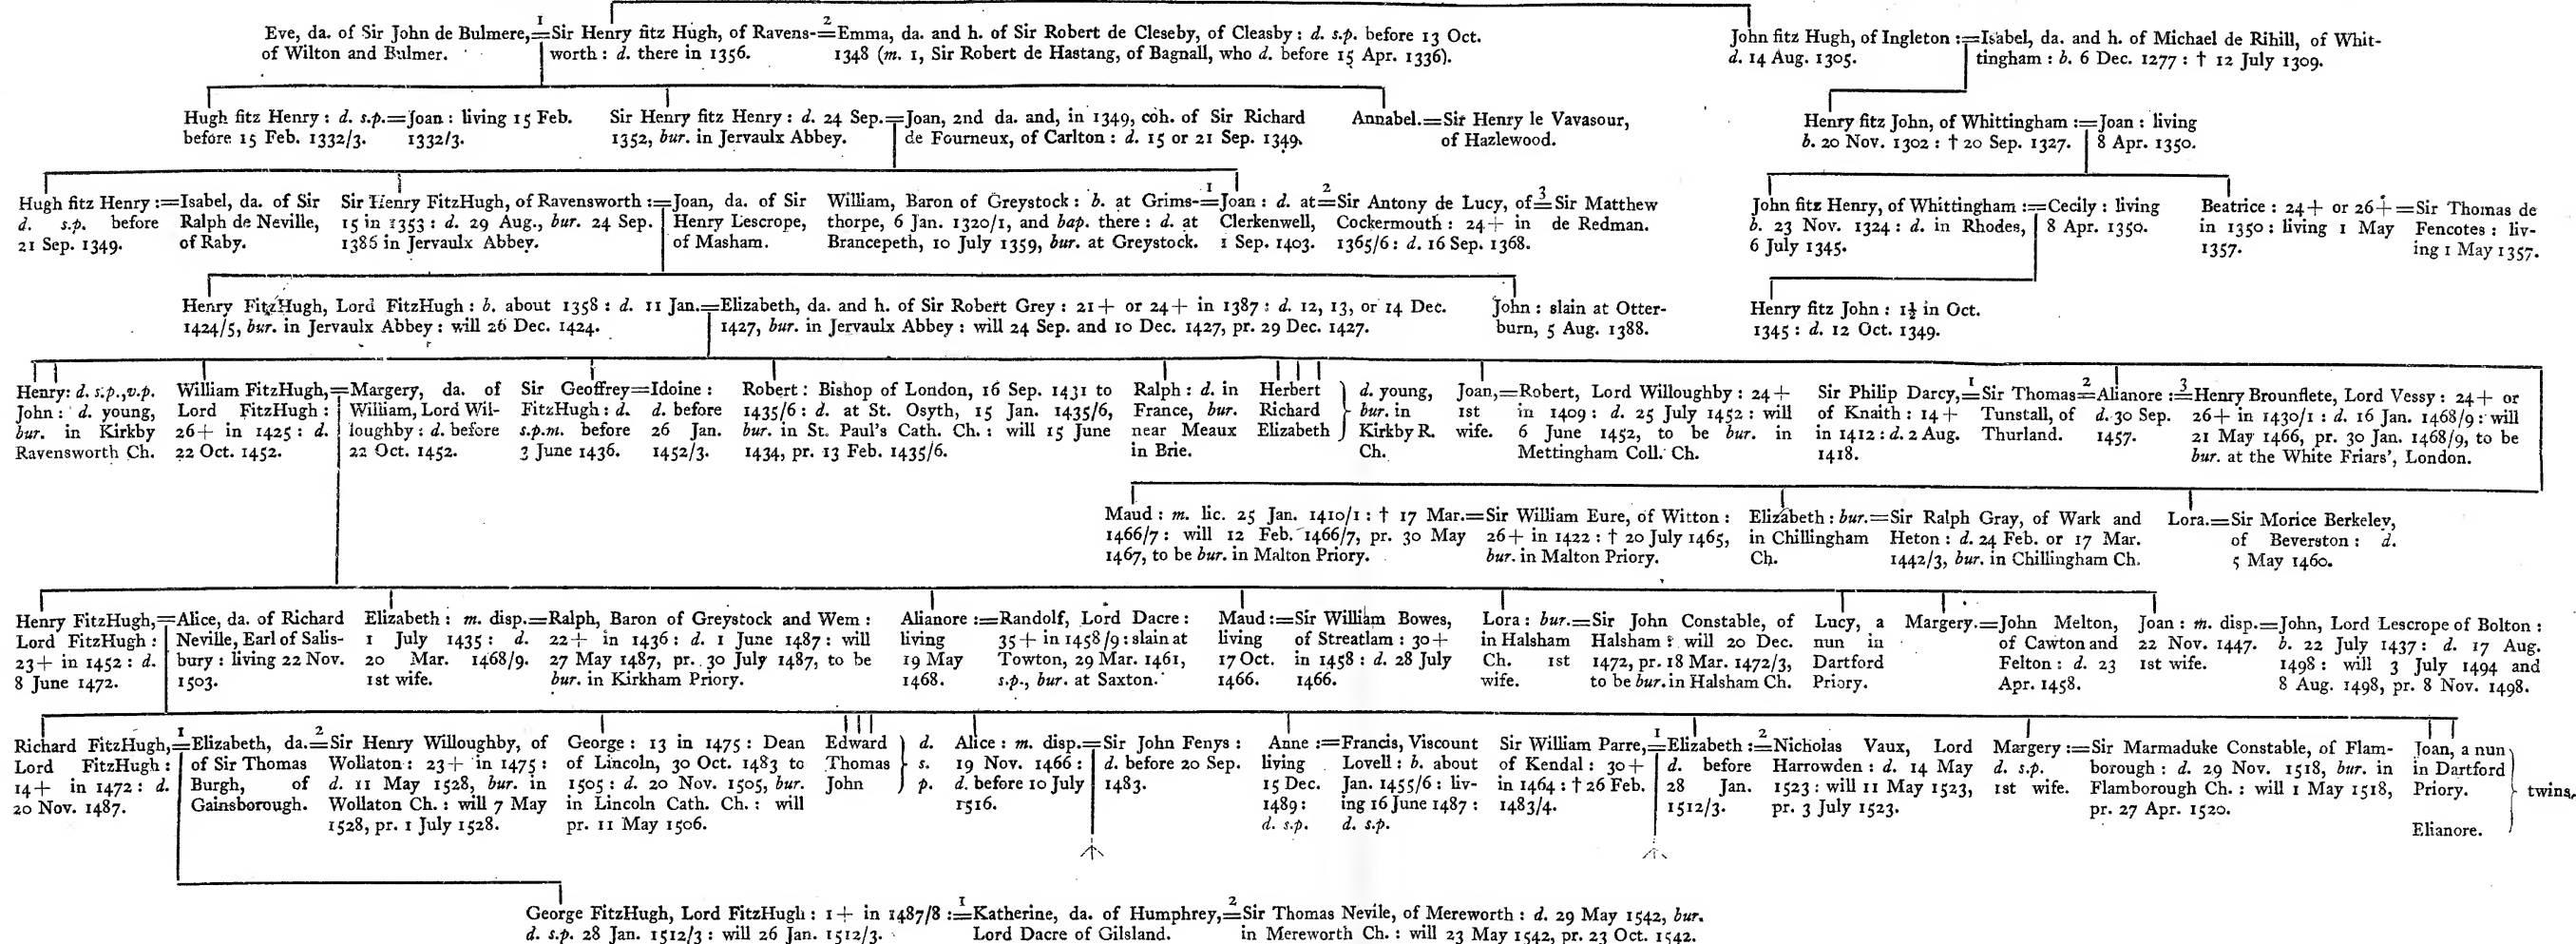 Eve, da. of Sir John de Bulmere,
of Wilton and Bulmer.
1
Sir Henry fitz Hugh, of Ravens-
worth : d. there in 1356.
2
Emma, da. and h. of Sir Robert de Cleseby, of Cleasby : d. s.p. before 13 Oct.
1348 (m. 1, Sir Robert de Hastang, of Bagnall, who d. before 15 Apr. 1336).
John fitz Hugh, of Ingleton :
d. 14 Aug. 1305.
Isabel, da. and h. of Michael de Rihill, of Whit-
tingham : b. 6 Dec. 1277 : † 12 July 1309.
Hugh fitz Henry : d. s.p.
before 15 Feb. 1332/3.
Joan : living 15 Feb.
1332/3.
Sir Henry fitz Henry : d. 24 Sep.
1352, bur. in Jervaulx Abbey.
Joan, 2nd da. and, in 1349, coh. of Sir Richard
de Fourneux, of Carlton : d. 15 or 21 Sep. 1349.
Annabel.
Sir Henry le Vavasour,
of Hazlewood.
Henry fitz John, of Whittingham :
b. 20 Nov. 1302 : † 20 Sep. 1327.
Joan : living
8 Apr. 1350.
Hugh fitz Henry :
d. s.p. before
21 Sep. 1349.
Isabel, da. of Sir
Ralph de Neville,
of Raby.
Sir Henry FitzHugh, of Ravensworth :
15 in 1353 : d. 29 Aug., bur. 24 Sep.
1386 in Jervaulx Abbey.
Joan, da. of Sir
Henry Lescrope,
of Masham.
William, Baron of Greystock : b. at Grims-
thorpe, 6 Jan. 1320/1, and bap. there : d. at
Brancepeth, 10 July 1359, bur. at Greystock.
1
Joan : d. at
Clerkenwell,
1 Sep. 1403.
2
Sir Antony de Lucy, of
Cockermouth : 24+ in
1365/6 : d. 16 Sep. 1368.
3
Sir Matthew
de Redman.
John fitz Henry, of Whittingham :
b. 23 Nov. 1324 : d. in Rhodes,
6 July 1345.
Cecily : living
8 Apr. 1350.
Beatrice : 24+ or 26+
in 1350 : living 1 May
1357.
Sir Thomas de
Fencotes : liv-
ing 1 May 1357.
Henry FitzHugh, Lord FitzHugh : b. about 1358 : d. 11 Jan.
1424/5, bur. in Jervaulx Abbey : will 26 Dec. 1424.
Elizabeth, da. and h. of Sir Robert Grey : 21+ or 24+ in 1387 : d. 12, 13, or 14 Dec.
1427, bur. in Jervaulx Abbey : will 24 Sep. and 10 Dec. 1427, pr. 29 Dec. 1427.
John : slain at Otter-
burn, 5 Aug. 1388.
Henry fitz John : 1½ in Oct.
1345 : d. 12 Oct. 1349.
Henry: d. s.p., v.p.
John : d. young,
bur. in Kirkby
Ravensworth Ch.
William FitzHugh,
Lord FitzHugh :
26+ in 1425 : d.
22 Oct. 1452.
Margery, da. of
William, Lord Wil-
loughby : d. before
22 Oct. 1452.
Sir Geoffrey
FitzHugh : d.
s.p.m. before
3 June 1436.
Idoine :
d. before
26 Jan.
1452/3.
Robert : Bishop of London, 16 Sep. 1431 to
1435/6 : d. at St. Osyth, 15 Jan. 1435/6,
bur. in St. Paul's Cath. Ch. : will 15 June
1434, pr. 13 Feb. 1435/6.
Ralph : d. in
France, bur.
near Meaux
in Brie.
Herbert
Richard
Elizabeth
d. young,
bur. in
Kirkby R.
Ch.
Joan,
1st
wife.
Robert, Lord Willoughby : 24+
in 1409 : d. 25 July 1452 : will
6 June 1452, to be bur. in
Mettingham Coll. Ch.
Sir Philip Darcy,
of Knaith : 14+
in 1412 : d. 2 Aug.
1418.
1
Sir Thomas
Tunstall, of
Thurland.
2
Alianore :
d. 30 Sep.
1457.
3
Henry Brounflete, Lord Vessy : 24+ or
26+ in 1430/1 : d. 16 Jan. 1468/9 : will
21 May 1466, pr. 30 Jan. 1468/9, to be
bur. at the White Friars', London.
Maud : m. lic. 25 Jan. 1410/1 : † 17 Mar.
1466/7 : will 12 Feb. 1466/7, pr. 30 May
1467, to be bur. in Malton Priory.
Sir William Eure, of Witton :
26+ in 1422 : † 20 July 1465,
bur. in Malton Priory.
Elizabeth : bur.
in Chillingham
Ch.
Sir Ralph Gray, of Wark and
Heton : d. 24 Feb. or 17 Mar.
1442/3, bur. in Chillingham Ch.
Lora.
Sir Morice Berkeley,
of Beverston : d.
5 May 1460.
Henry FitzHugh,
Lord FitzHugh :
23+ in 1452 : d.
8 June 1472.
Alice, da. of Richard
Neville, Earl of Salis-
bury : living 22 Nov.
1503.
Elizabeth : m. disp.
1 July 1435 : d.
20 Mar. 1468/9.
1st wife.
Ralph, Baron of Greystock and Wem :
22+ in 1436 : d. 1 June 1487 : will
27 May 1487, pr. 30 July 1487, to be
bur. in Kirkham Priory.
Alianore :
living
19 May
1468.
Randolf, Lord Dacre :
35+ in 1458/9 : slain at
Towton, 29 Mar. 1461,
s.p., bur. at Saxton.
Maud :
living
17 Oct.
1466.
Sir William Bowes,
of Streatlam : 30+
in 1458 : d. 28 July
1466.
Lora : bur.
in Halsham
Ch. 1st
wife.
Sir John Constable, of
Halsham : will 20 Dec.
1472, pr. 18 Mar. 1472/3,
to be bur. in Halsham Ch.
Lucy, a
nun in
Dartford
Priory.
Margery.
John Melton,
of Cawton and
Felton : d. 23
Apr. 1458.
Joan : m. disp.
22 Nov. 1447.
1st wife.
John, Lord Lescrope of Bolton :
b. 22 July 1437 : d. 17 Aug.
1498 : will 3 July 1494 and
8 Aug. 1498, pr. 8 Nov. 1498.
Richard FitzHugh,
Lord FitzHugh :
14+ in 1472 : d.
20 Nov. 1487.
1
Elizabeth, da.
of Sir Thomas
Burgh, of
Gainsborough.
2
Sir Henry Willoughby, of
Wollaton : 23+ in 1475 :
d. 11 May 1528, bur. in
Wollaton Ch. : will 7 May
1528, pr. 1 July 1528.
George : 13 in 1475 : Dean
of Lincoln, 30 Oct. 1483 to
1505 : d. 20 Nov. 1505, bur.
in Lincoln Cath. Ch. : will
pr. 11 May 1506.
Edward
Thomas
John
d.
s.
p.
Alice : m. disp.
19 Nov. 1466 :
d. before 10 July
1516.
Sir John Fenys :
d. before 20 Sep.
1483.
Anne :
living
15 Dec.
1489 :
d. s.p.
Francis, Viscount
Lovell : b. about
Jan. 1455/6 : liv-
ing 16 June 1487 :
d. s.p.
Sir William Parre,
of Kendal : 30+
in 1464 : † 26 Feb.
1483/4.
1
Elizabeth :
d. before
28 Jan.
1512/3.
2
Nicholas Vaux, Lord
Harrowden : d. 14 May
1523 : will 11 May 1523,
pr. 3 July 1523.
Margery :
d. s.p.
1st wife.
Sir Marmaduke Constable, of Flam-
borough : d. 29 Nov. 1518, bur. in
Flamborough Ch. : will 1 May 1518,
pr. 27 Apr. 1520.
Joan, a nun
in Dartford
Priory.
Elianore.
twins.
George FitzHugh, Lord FitzHugh : 1+ in 1487/8 :
d. s.p. 28 Jan. 1512/3 : will 26 Jan. 1512/3.
1
Katherine, da. of Humphrey,
Lord Dacre of Gilsland.
2
Sir Thomas Nevile, of Mereworth : d. 29 May 1542, bur.
in Mereworth Ch. : will 23 May 1542, pr. 23 Oct. 1542.